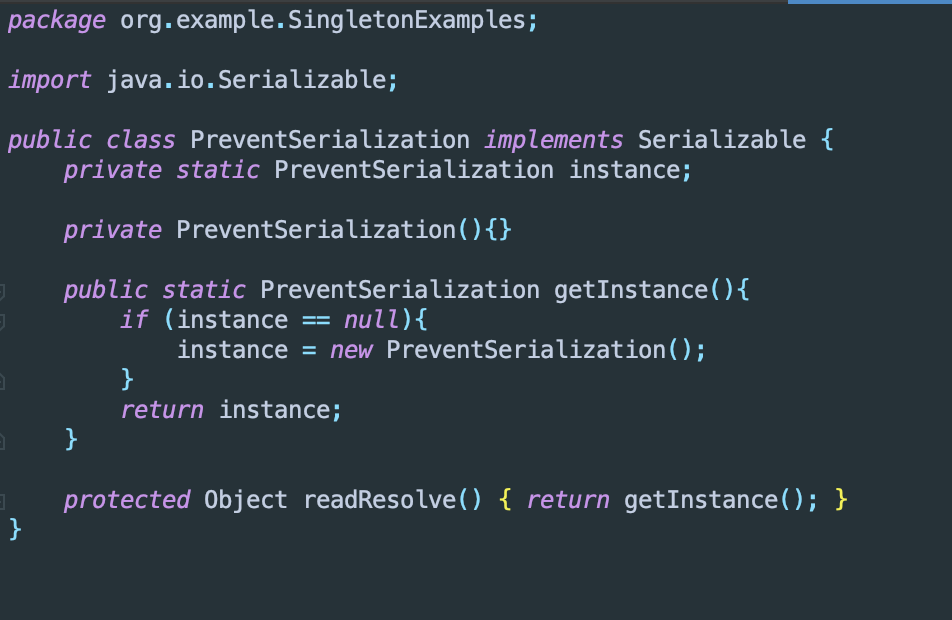 package org.example.SingletonExamples;
import java.io.Serializable;
public class PreventSerialization implements Serializable {
    private static PreventSerialization instance;
    private PreventSerialization(){}
    public static PreventSerialization getInstance(){
        if (instance == null){
            instance = new PreventSerialization();
        }
        return instance;
    }
    protected Object readResolve() { return getInstance(); }
}